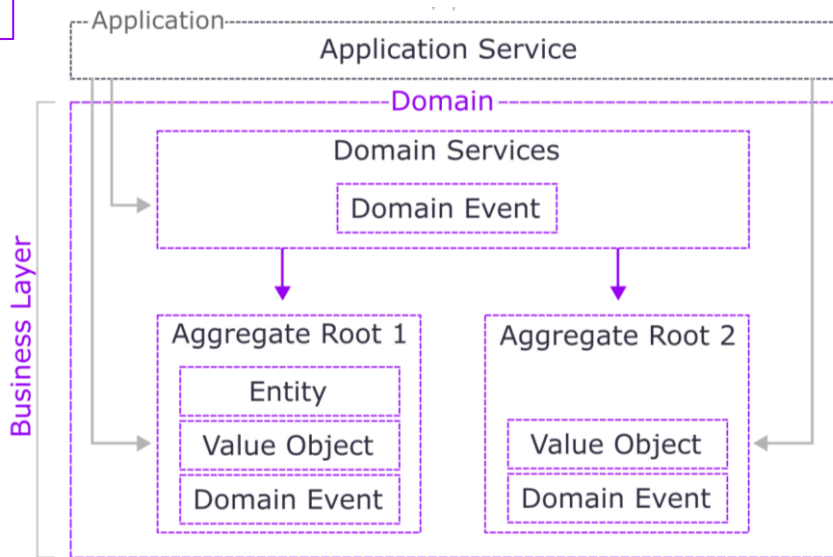 Application
Application Service
Domain
Domain Services
Domain Event
Business Layer
Aggregate Root 1
Entity
Value Object
Domain Event
Aggregate Root 2
Value Object
Domain Event